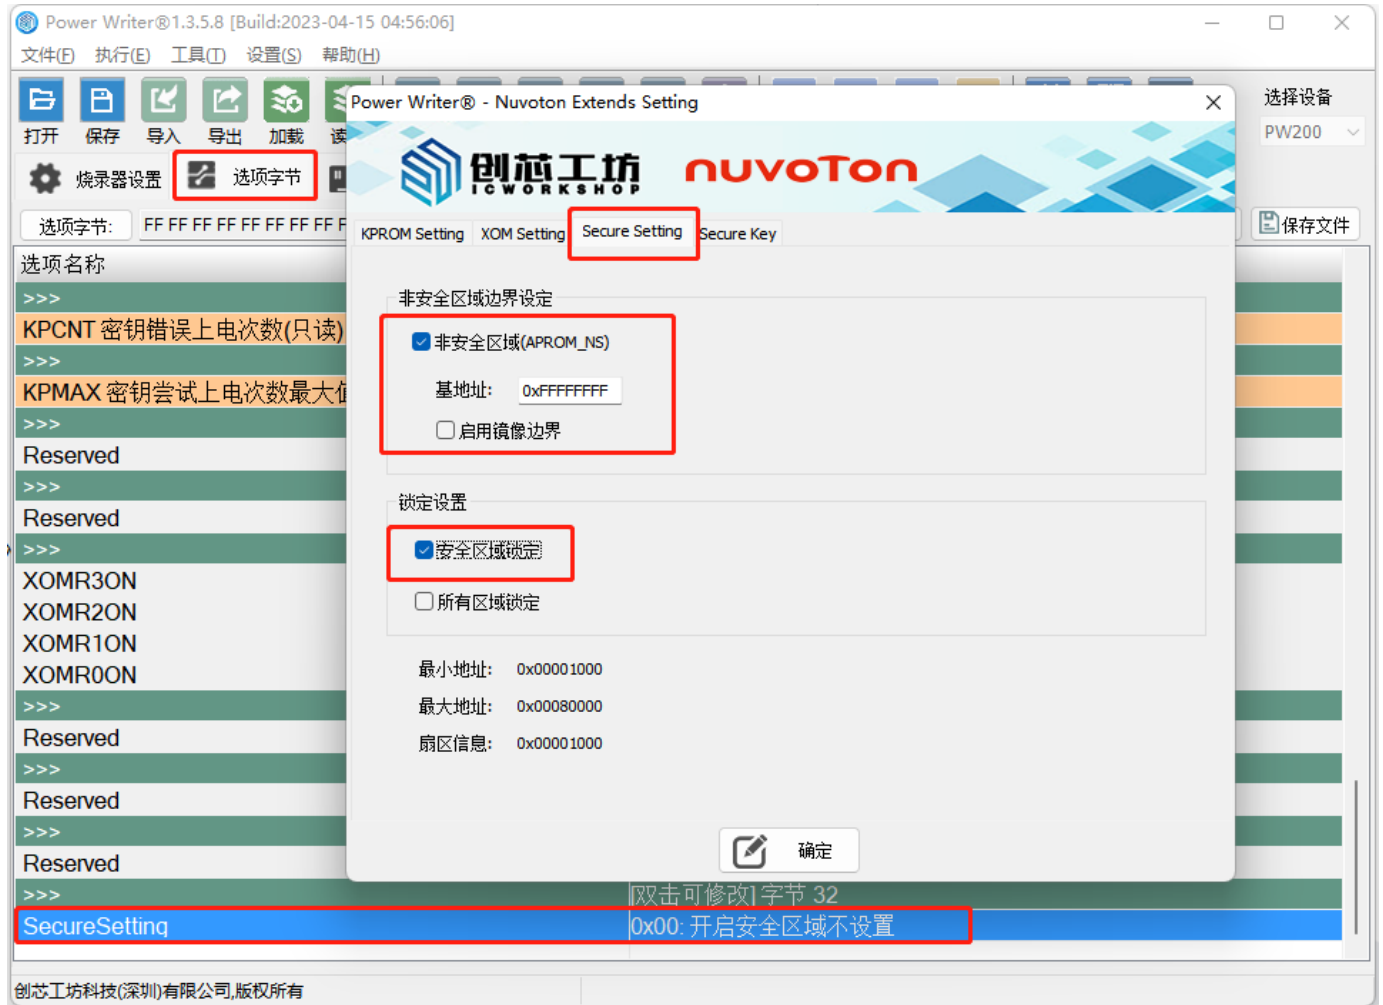 Power Writer®1.3.5.8 [Build:2023-04-15 04:56:06]
文件(F) 执行(E) 工具(T) 设置(S) 帮助(H)
打开 保存 导入 导出 加载 读
选择设备
PW200
烧录器设置 选项字节
选项字节: FF FF FF FF FF FF FF FF F
保存文件
选项名称
>>>
KPCNT 密钥错误上电次数(只读)
>>>
KPMAX 密钥尝试上电次数最大值
>>>
Reserved
>>>
Reserved
>>>
XOMR3ON
XOMR2ON
XOMR1ON
XOMR0ON
>>>
Reserved
>>>
Reserved
>>>
Reserved
>>> [双击可修改] 字节 32
SecureSetting 0x00: 开启安全区域不设置
创芯工坊科技(深圳)有限公司,版权所有
Power Writer® - Nuvoton Extends Setting
创芯工坊
ICWORKSHOP
nuvoTon
KPROM Setting XOM Setting Secure Setting Secure Key
非安全区域边界设定
非安全区域(APROM_NS)
基地址: 0xFFFFFFFF
启用镜像边界
锁定设置
安全区域锁定
所有区域锁定
最小地址: 0x00001000
最大地址: 0x00080000
扇区信息: 0x00001000
确定